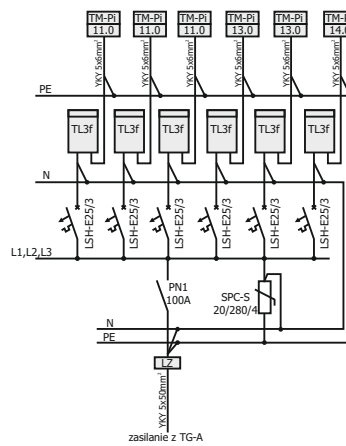 TM-Pi TM-Pi TM-Pi TM-Pi TM-Pi
11.0 11.0 11.0 13.0 13.0 14.0
YKY 5x6mm² YKY 5x6mm² YKY 5x6mm² YKY 5x6mm² YKY 5x6mm² YKY 5x6mm²
PE
TL3f TL3f TL3f TL3f TL3f TL3f
N
LSH-E25/3 LSH-E25/3 LSH-E25/3 LSH-E25/3 LSH-E25/3 LSH-E25/3
L1,L2,L3
PN1
100A
SPC-S
20/280/4
N
PE
LZ
YKY 5x50mm²
zasilanie z TG-A